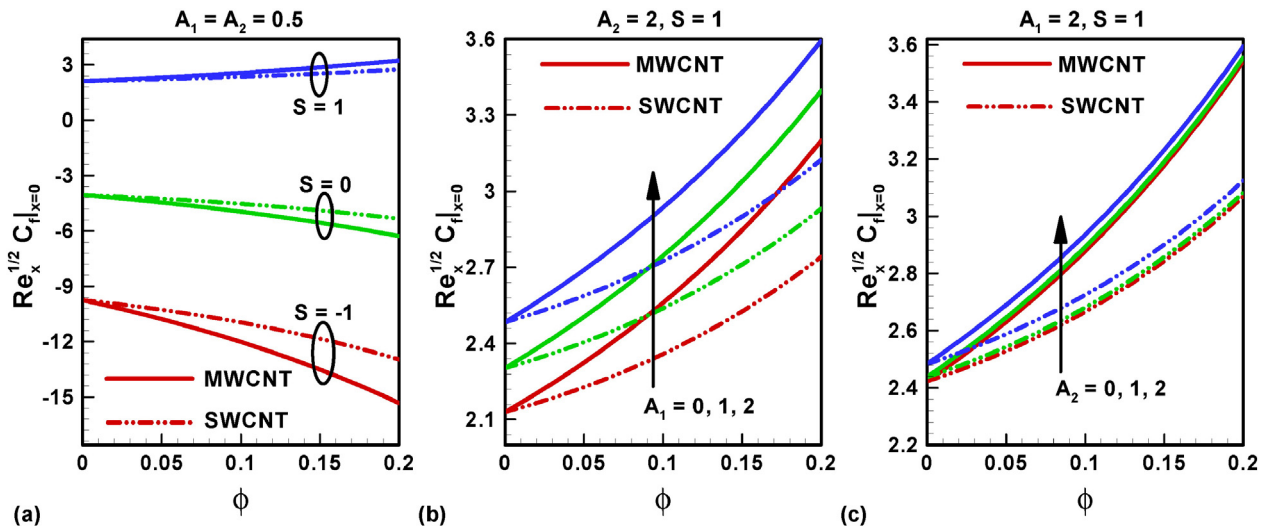 A₁ = A₂ = 0.5
Reₓ^1/2 C_f|ₓ₌₀
3
0
-3
-6
-9
-12
-15
S = 1
S = 0
S = -1
MWCNT
SWCNT
0 0.05 0.1 0.15 0.2
(a) ϕ
A₂ = 2, S = 1
Reₓ^1/2 C_f|ₓ₌₀
3.6
3.3
3
2.7
2.4
2.1
MWCNT
SWCNT
A₁ = 0, 1, 2
0 0.05 0.1 0.15 0.2
(b) ϕ
A₁ = 2, S = 1
Reₓ^1/2 C_f|ₓ₌₀
3.6
3.4
3.2
3
2.8
2.6
2.4
2.2
MWCNT
SWCNT
A₂ = 0, 1, 2
0 0.05 0.1 0.15 0.2
(c) ϕ